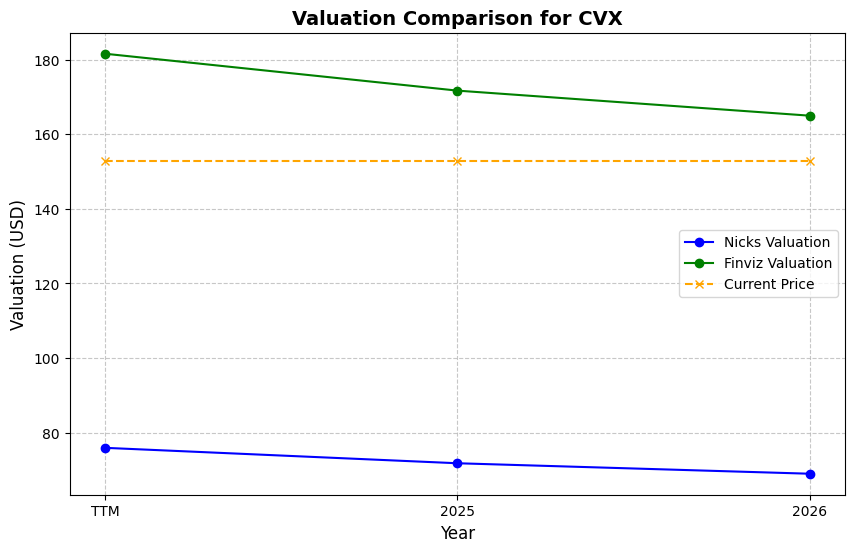 Valuation Comparison for CVX
Valuation (USD)
180
160
140
120
100
80
Nicks Valuation
Finviz Valuation
Current Price
TTM
2025
2026
Year